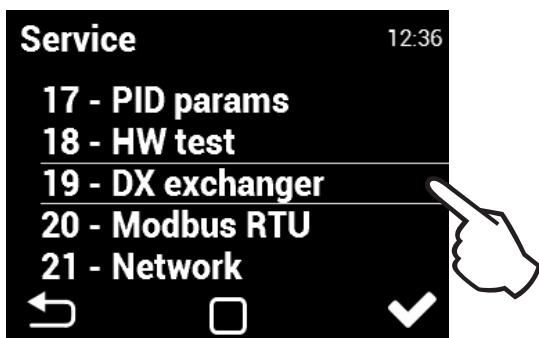 Service
12:36
17 - PID params
18 - HW test
19 - DX exchanger
20 - Modbus RTU
21 - Network